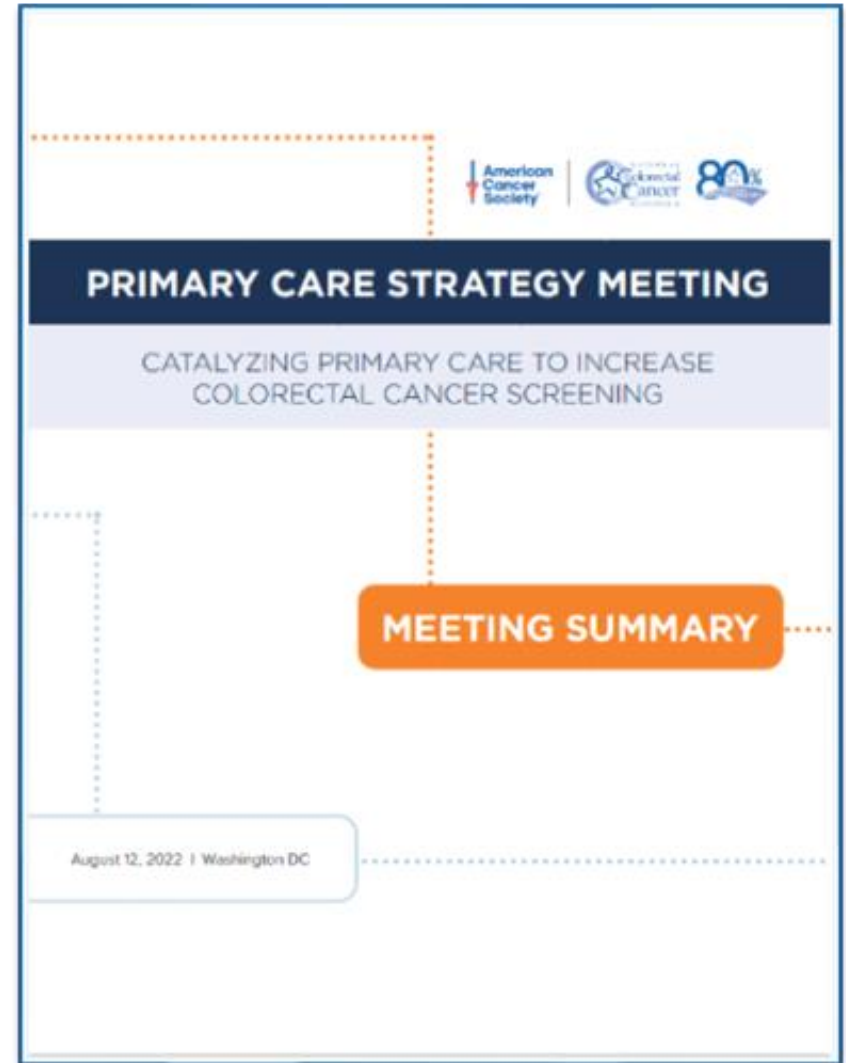 American
Cancer
Society
Colorectal
Cancer
80%
PRIMARY CARE STRATEGY MEETING
CATALYZING PRIMARY CARE TO INCREASE
COLORECTAL CANCER SCREENING
MEETING SUMMARY
August 12, 2022 | Washington DC